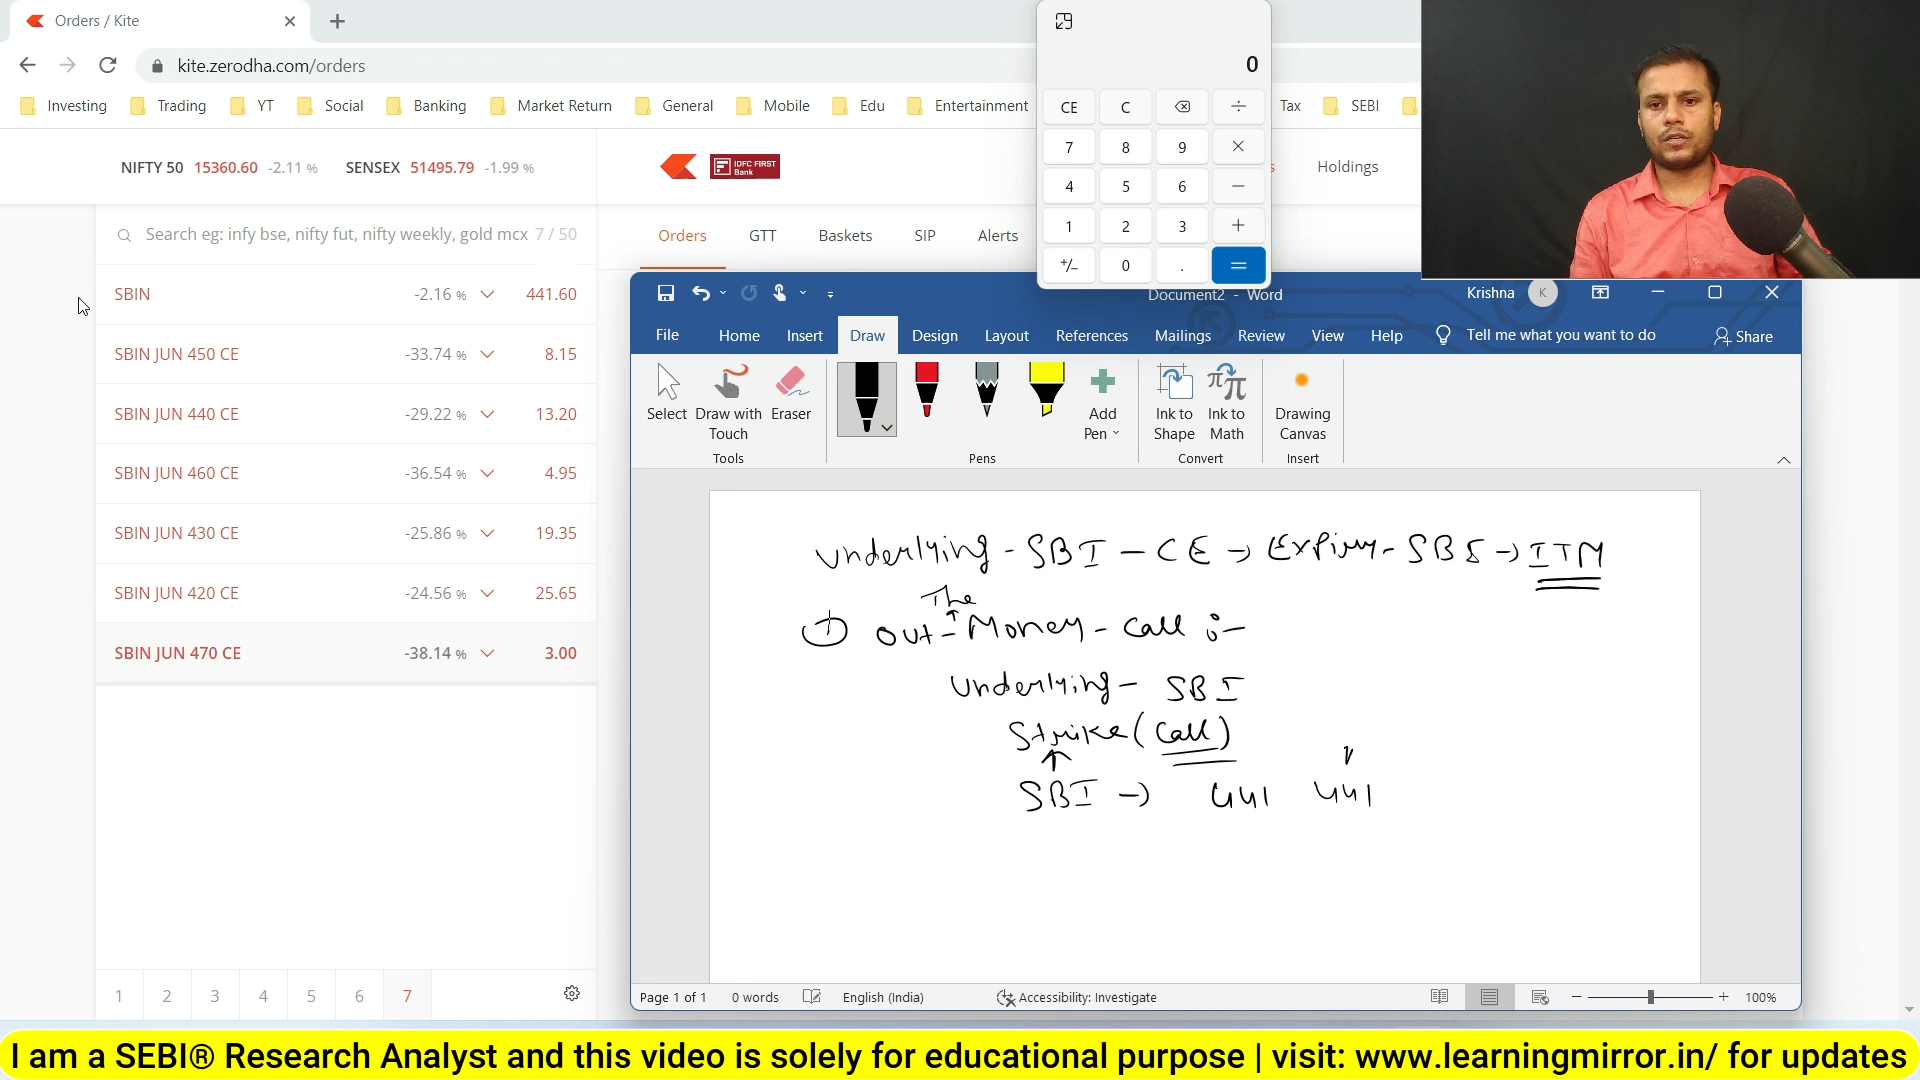 Orders / Kite
kite.zerodha.com/orders
Investing Trading YT Social Banking Market Return General Mobile Edu Entertainment Tax SEBI
NIFTY 50 15360.60 -2.11 % SENSEX 51495.79 -1.99 %
IDFC FIRST Bank
Holdings
Search eg: infy bse, nifty fut, nifty weekly, gold mcx 7 / 50
Orders GTT Baskets SIP Alerts
SBIN -2.16 % 441.60
SBIN JUN 450 CE -33.74 % 8.15
SBIN JUN 440 CE -29.22 % 13.20
SBIN JUN 460 CE -36.54 % 4.95
SBIN JUN 430 CE -25.86 % 19.35
SBIN JUN 420 CE -24.56 % 25.65
SBIN JUN 470 CE -38.14 % 3.00
1 2 3 4 5 6 7
0
CE C ÷
7 8 9 ×
4 5 6 −
1 2 3 +
+/− 0 . =
Document2 - Word Krishna K
File Home Insert Draw Design Layout References Mailings Review View Help Tell me what you want to do Share
Select Draw with Touch Eraser Add Pen Ink to Shape Ink to Math Drawing Canvas
Tools Pens Convert Insert
Underlying - SBI - CE → Expiry - SBI → ITM
The
① Out - Money - Call :-
Underlying - SBI
Strike (Call)
SBI → 441 441
Page 1 of 1 0 words English (India) Accessibility: Investigate 100%
I am a SEBI® Research Analyst and this video is solely for educational purpose | visit: www.learningmirror.in/ for updates